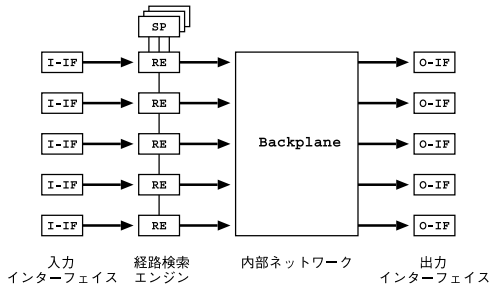 SP
I-IF RE O-IF
I-IF RE O-IF
I-IF RE Backplane O-IF
I-IF RE O-IF
I-IF RE O-IF
入力 経路検索 内部ネットワーク 出力
インターフェイス エンジン インターフェイス